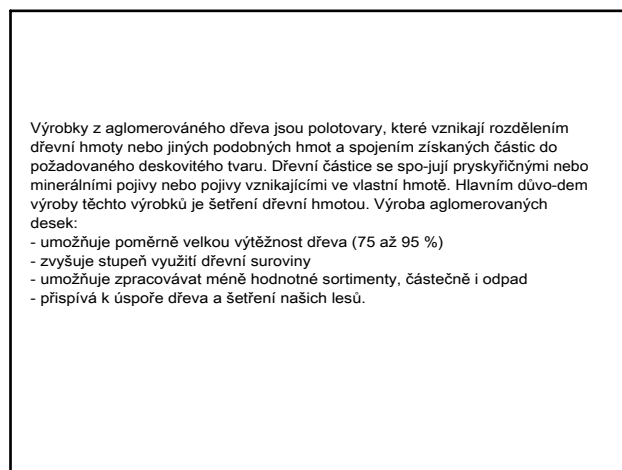 Výrobky z aglomerováného dřeva jsou polotovary, které vznikají rozdělením
dřevní hmoty nebo jiných podobných hmot a spojením získaných částic do
požadovaného deskovitého tvaru. Dřevní částice se spo-jují pryskyřičnými nebo
minerálními pojivy nebo pojivy vznikajícími ve vlastní hmotě. Hlavním důvo-dem
výroby těchto výrobků je šetření dřevní hmotou. Výroba aglomerovaných
desek:
- umožňuje poměrně velkou výtěžnost dřeva (75 až 95 %)
- zvyšuje stupeň využití dřevní suroviny
- umožňuje zpracovávat méně hodnotné sortimenty, částečně i odpad
- přispívá k úspoře dřeva a šetření našich lesů.